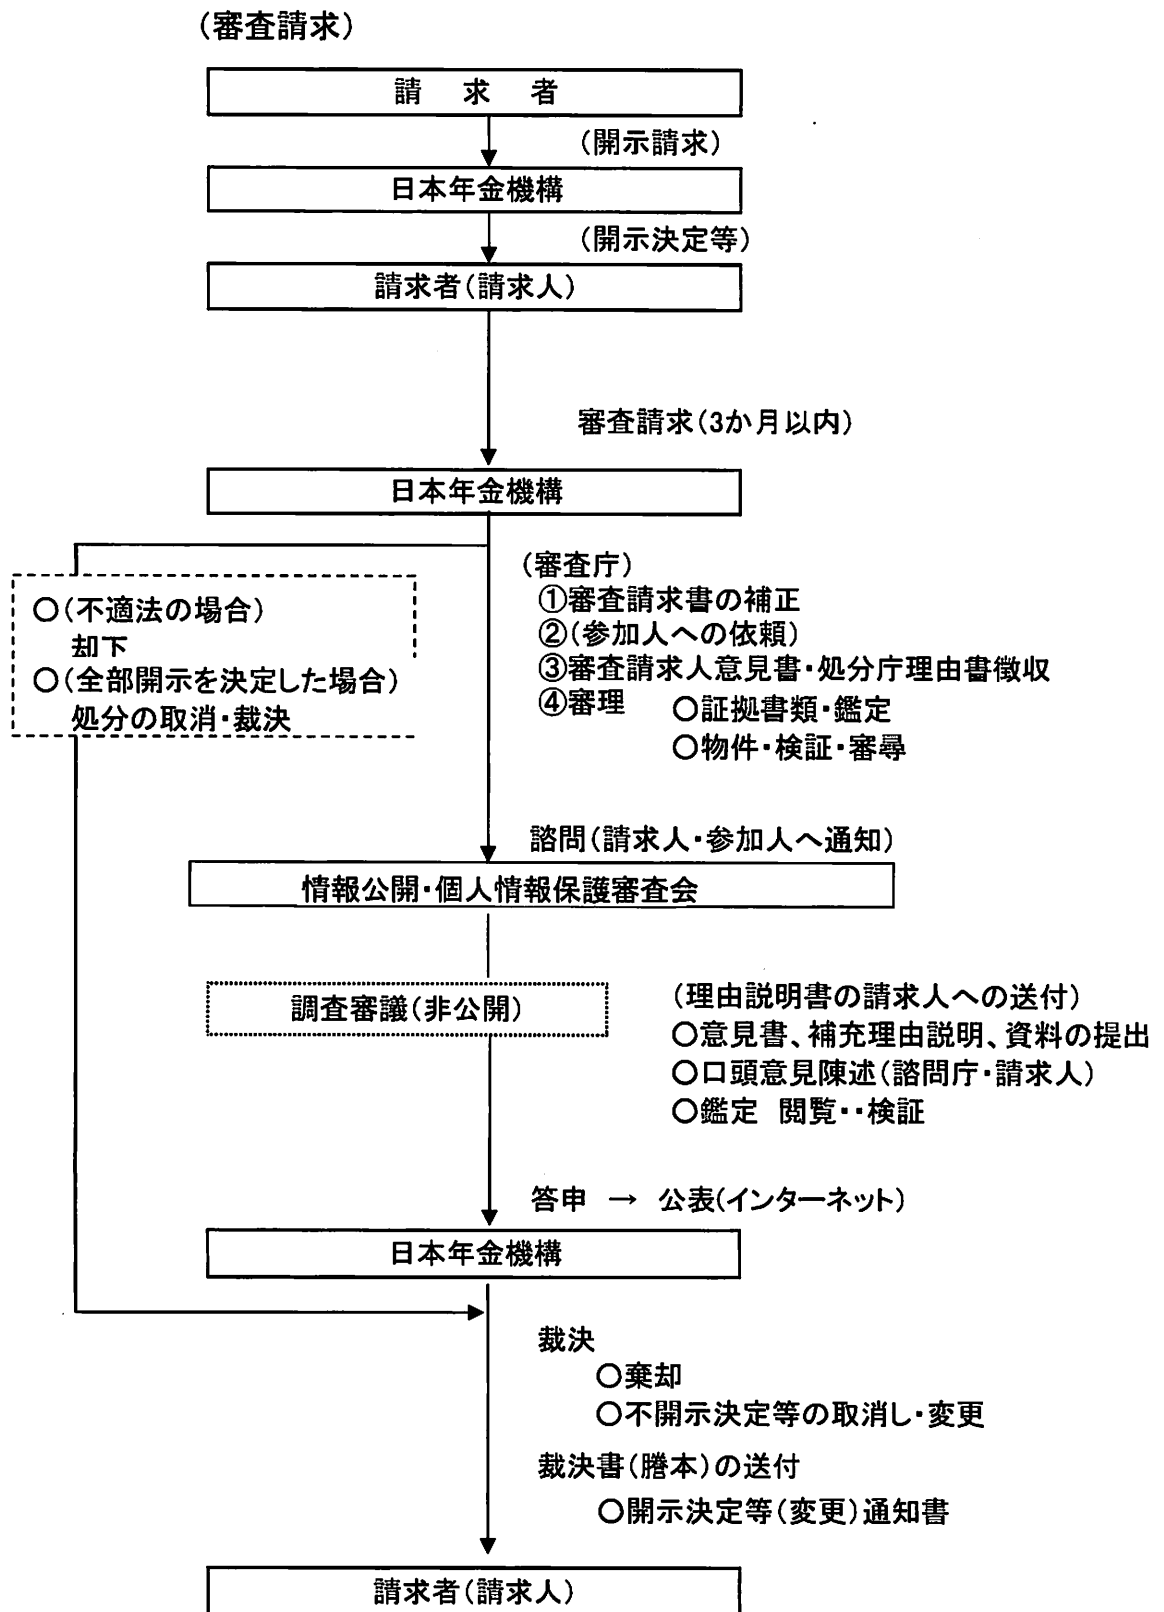 (審査請求)
請　求　者
(開示請求)
日本年金機構
(開示決定等)
請求者(請求人)
審査請求(3か月以内)
日本年金機構
○(不適法の場合)
却下
○(全部開示を決定した場合)
処分の取消・裁決
(審査庁)
①審査請求書の補正
②(参加人への依頼)
③審査請求人意見書・処分庁理由書徴収
④審理　○証拠書類・鑑定
○物件・検証・審尋
諮問(請求人・参加人へ通知)
情報公開・個人情報保護審査会
調査審議(非公開)
(理由説明書の請求人への送付)
○意見書、補充理由説明、資料の提出
○口頭意見陳述(諮問庁・請求人)
○鑑定　閲覧・・検証
答申 → 公表(インターネット)
日本年金機構
裁決
○棄却
○不開示決定等の取消し・変更
裁決書(謄本)の送付
○開示決定等(変更)通知書
請求者(請求人)